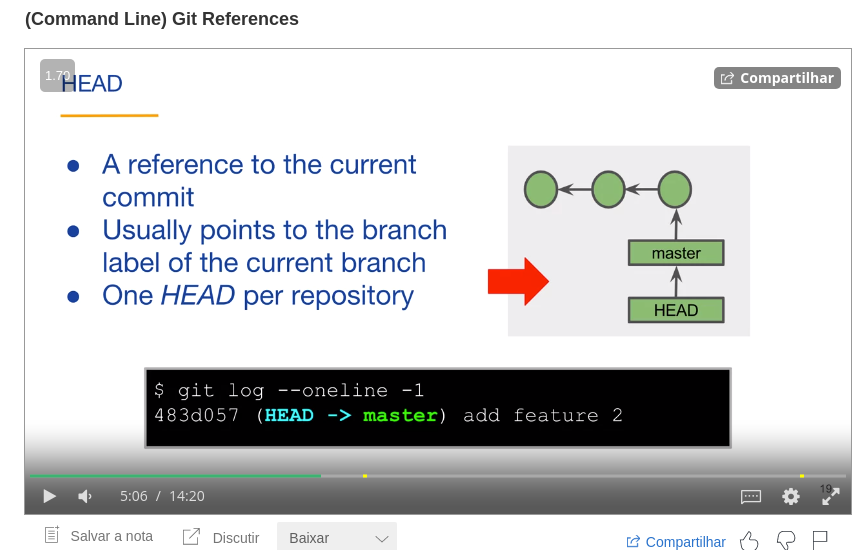 (Command Line) Git References
1.70
HEAD
Compartilhar
● A reference to the current
commit
● Usually points to the branch
label of the current branch
● One HEAD per repository
master
HEAD
$ git log --oneline -1
483d057 (HEAD -> master) add feature 2
5:06 / 14:20
19
Salvar a nota
Discutir
Baixar
Compartilhar